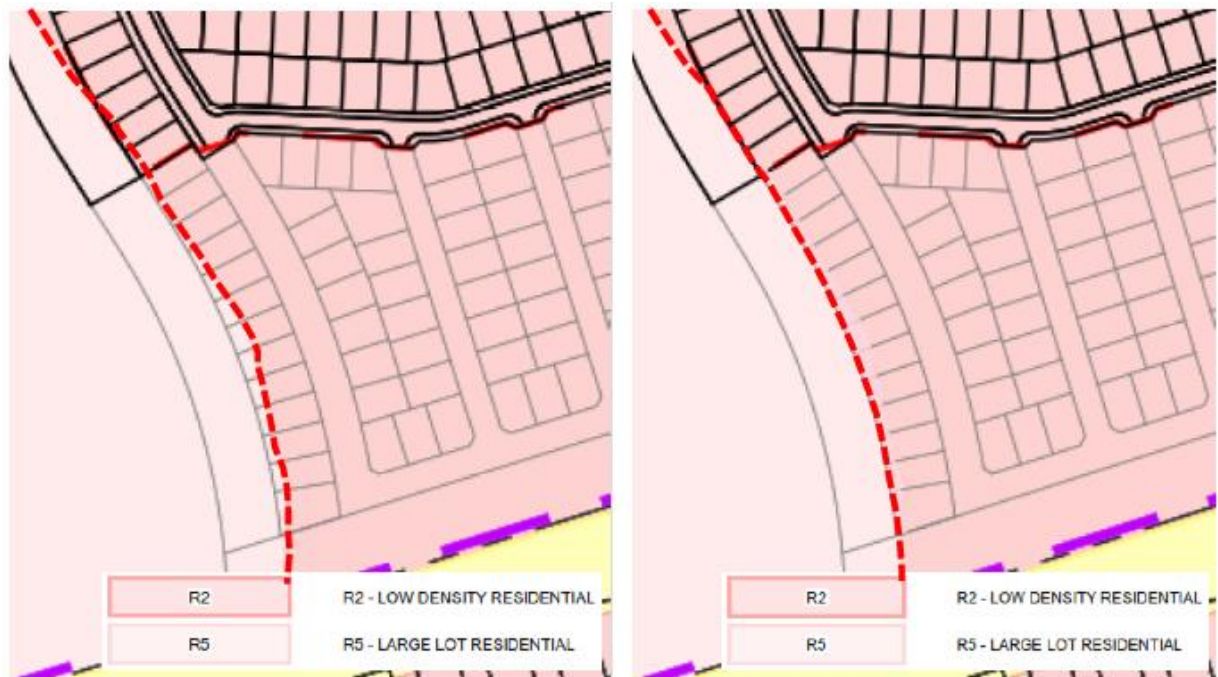 R2 R2 - LOW DENSITY RESIDENTIAL
R5 R5 - LARGE LOT RESIDENTIAL
R2 R2 - LOW DENSITY RESIDENTIAL
R5 R5 - LARGE LOT RESIDENTIAL